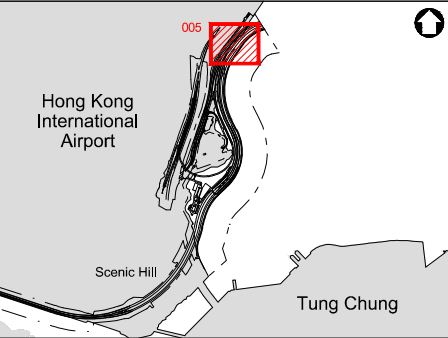 005
Hong Kong
International
Airport
Scenic Hill
Tung Chung